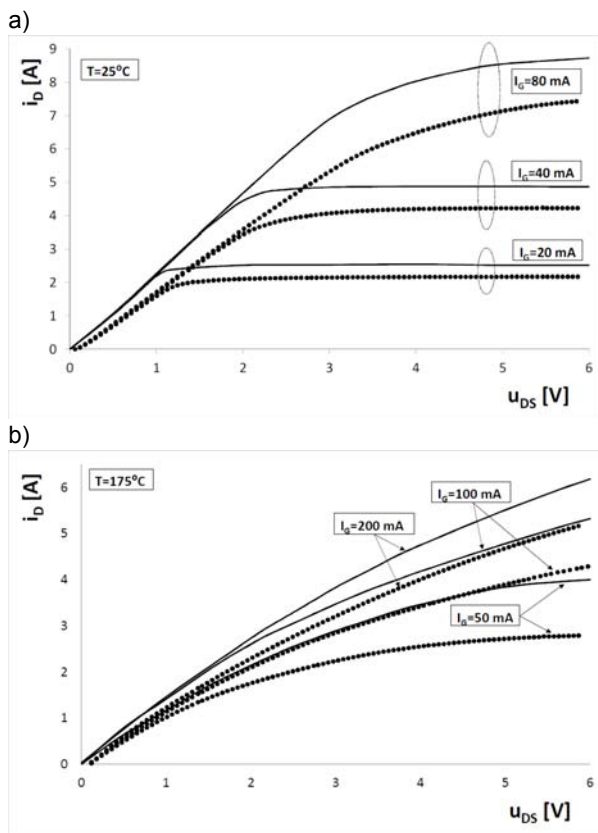 a)
i_D [A]
T=25°C
I_G=80 mA
I_G=40 mA
I_G=20 mA
9
8
7
6
5
4
3
2
1
0
0 1 2 3 4 5 6
u_DS [V]
b)
i_D [A]
T=175°C
I_G=100 mA
I_G=200 mA
I_G=50 mA
6
5
4
3
2
1
0
0 1 2 3 4 5 6
u_DS [V]